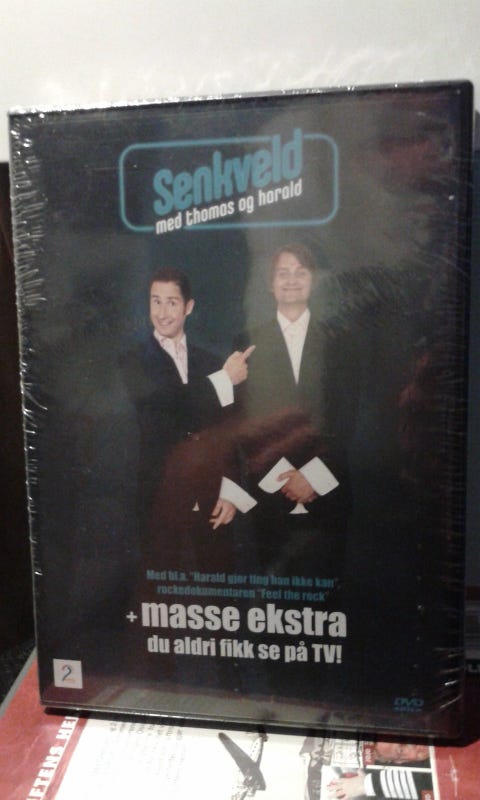 Senkveld
med thomas og harald
Med bl.a. "Harald gjør ting han ikke kan",
rockedokumentaren "Feel the rock"
+ masse ekstra
du aldri fikk se på TV!
2
DVD